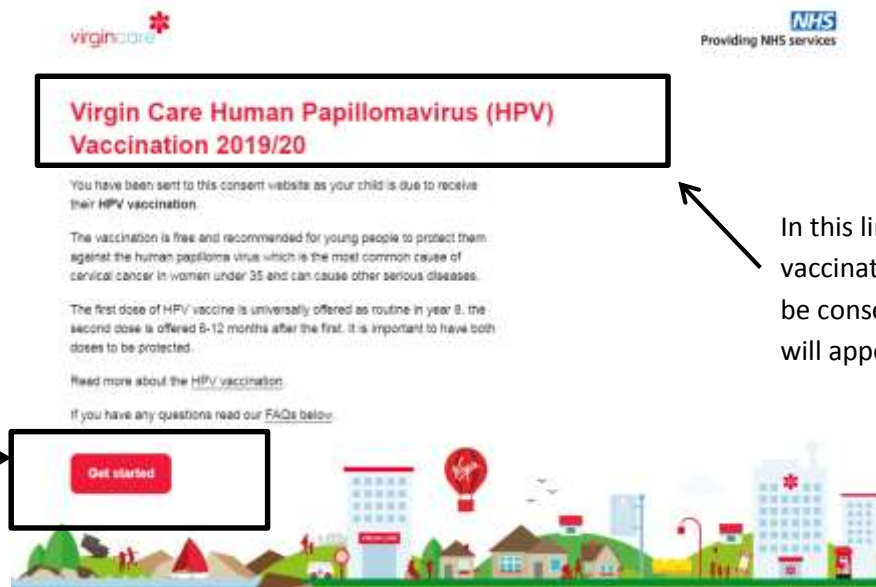 virgincare
NHS
Providing NHS services
Virgin Care Human Papillomavirus (HPV)
Vaccination 2019/20
You have been sent to this consent website as your child is due to receive
their HPV vaccination.
The vaccination is free and recommended for young people to protect them
against the human papilloma virus which is the most common cause of
cervical cancer in women under 35 and can cause other serious diseases.
The first dose of HPV vaccine is universally offered as routine in year 8, the
second dose is offered 6-12 months after the first. It is important to have both
doses to be protected.
Read more about the HPV vaccination.
If you have any questions read our FAQs below.
Get started
In this
vaccinat
be conse
will appe
Virgin
VIRGIN CARE